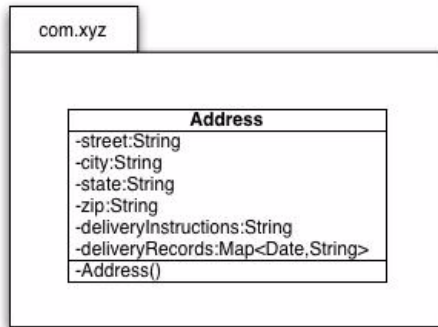 com.xyz
Address
-street:String
-city:String
-state:String
-zip:String
-deliveryInstructions:String
-deliveryRecords:Map<Date,String>
-Address()